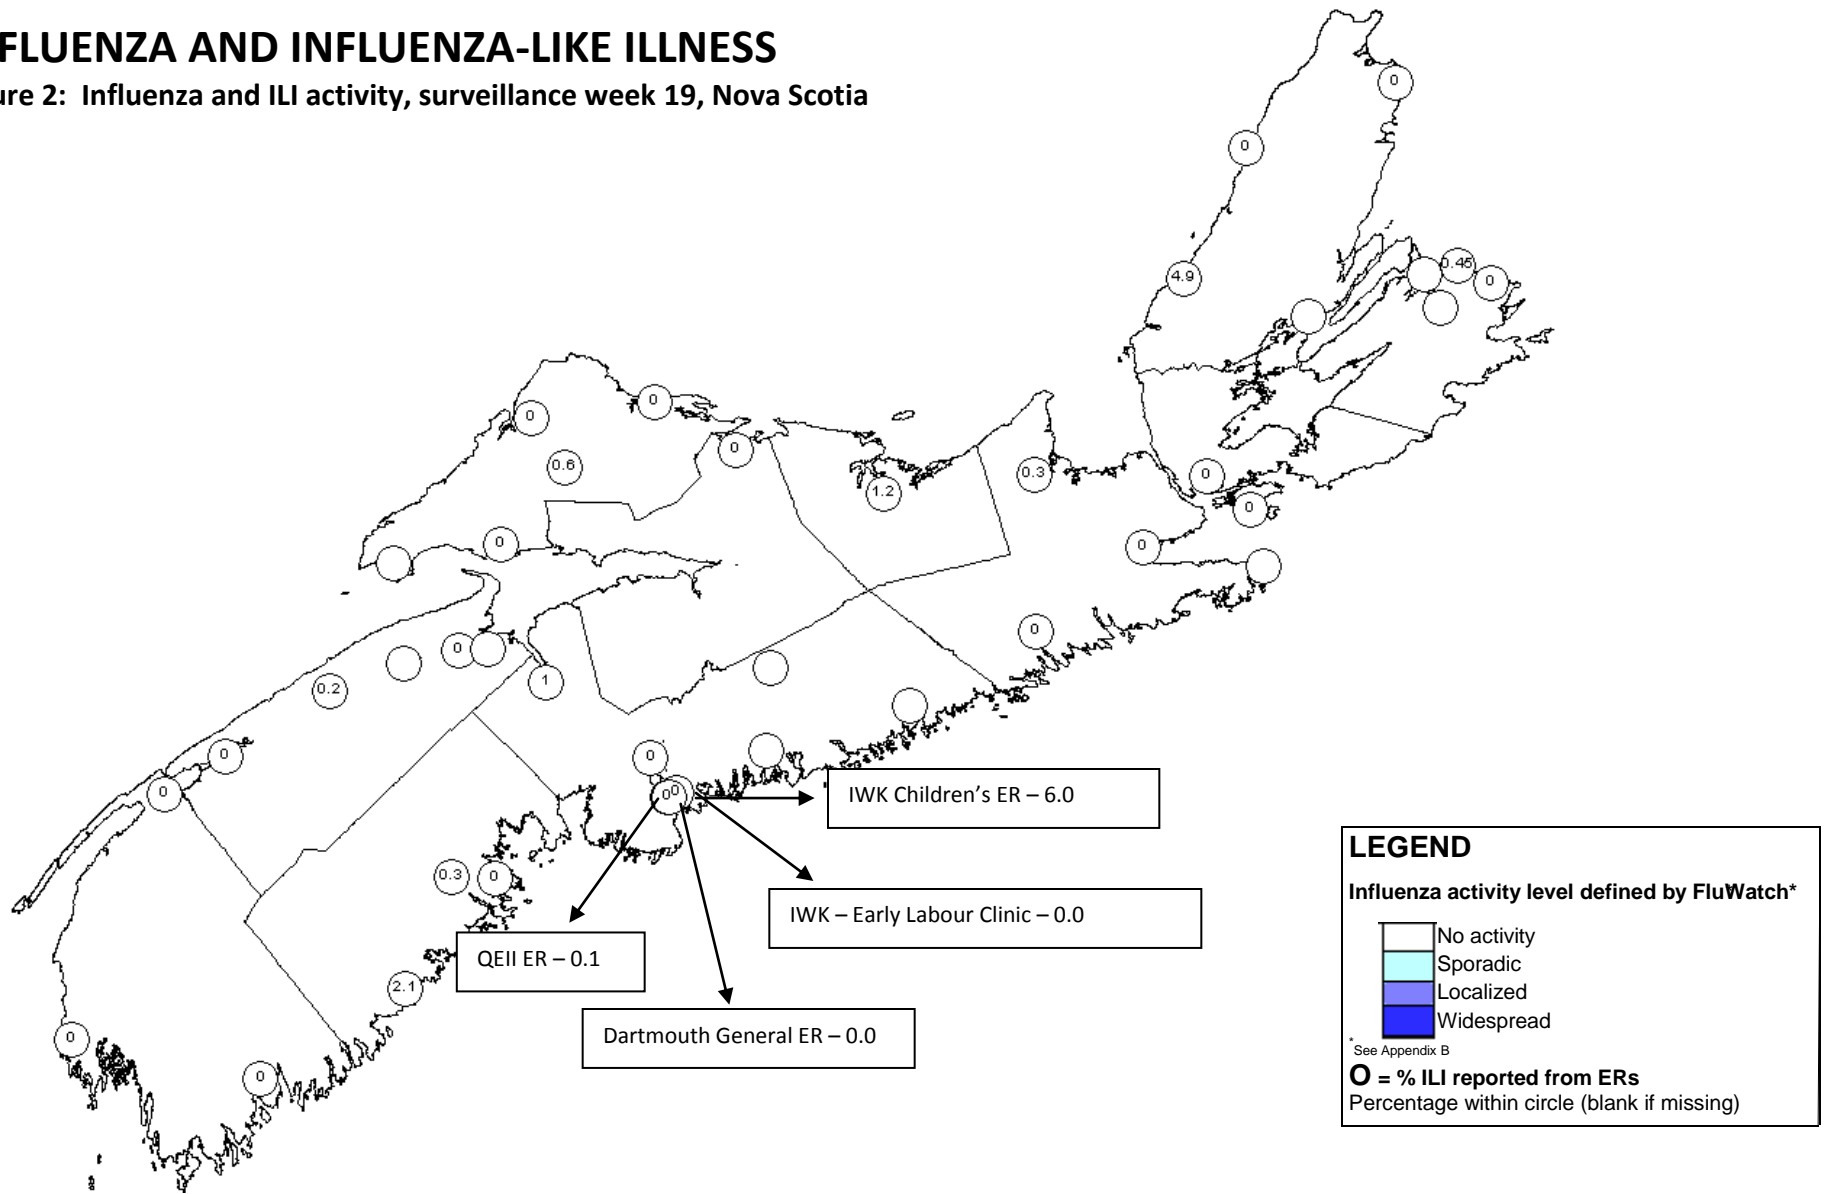 FLUENZA AND INFLUENZA-LIKE ILLNESS
ure 2: Influenza and ILI activity, surveillance week 19, Nova Scotia
0
0
4.9
0.45
0
0
0
0
0.6
1.2
0.3
0
0
0
0
0
0
0.2
1
0
0
0
0
0
IWK Children's ER – 6.0
0.3
0
IWK – Early Labour Clinic – 0.0
QEII ER – 0.1
2.1
Dartmouth General ER – 0.0
0
0
LEGEND
Influenza activity level defined by FluWatch*
No activity
Sporadic
Localized
Widespread
*See Appendix B
O = % ILI reported from ERs
Percentage within circle (blank if missing)